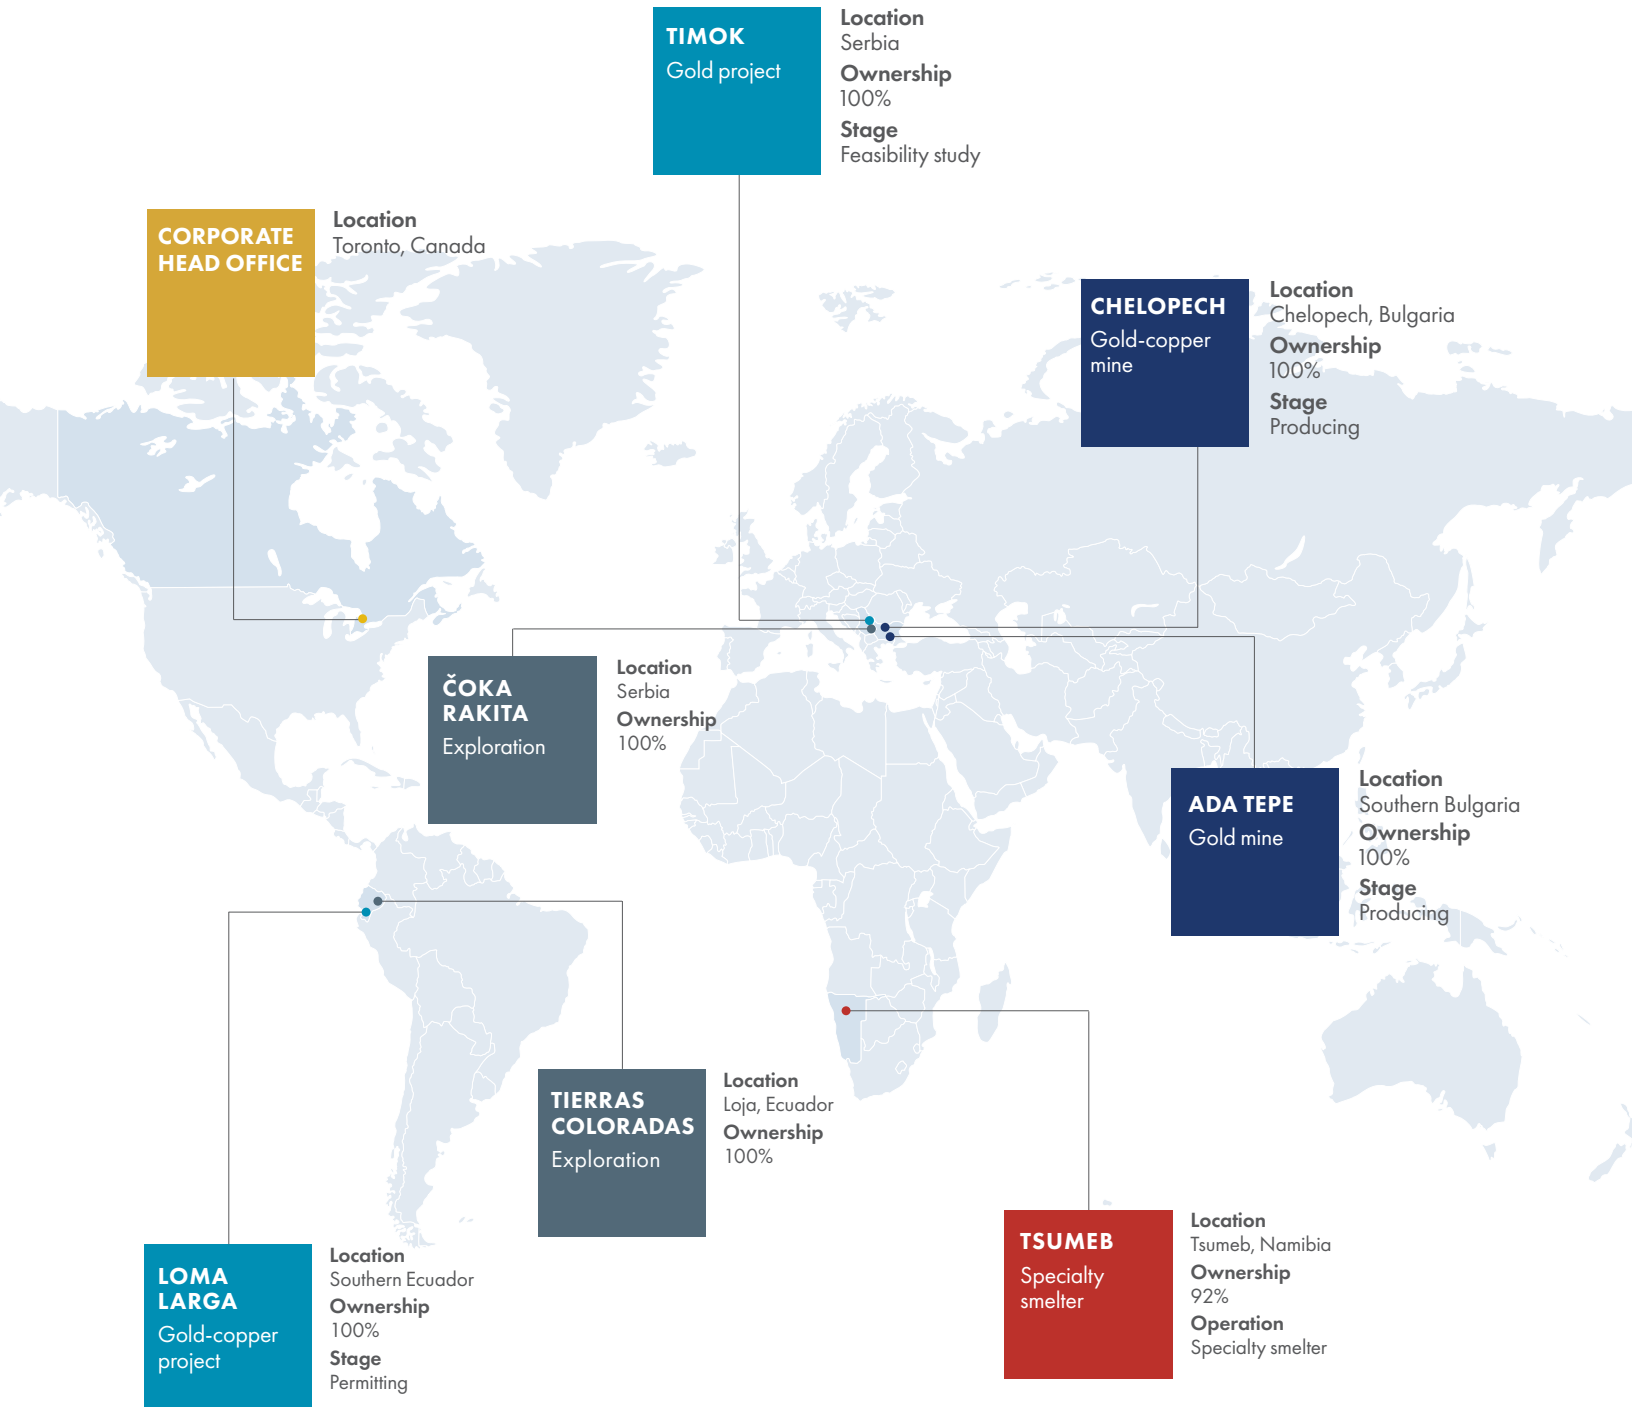 TIMOK
Gold project
Location
Serbia
Ownership
100%
Stage
Feasibility study
CORPORATE
HEAD OFFICE
Location
Toronto, Canada
CHELOPECH
Gold-copper
mine
Location
Chelopech, Bulgaria
Ownership
100%
Stage
Producing
ČOKA
RAKITA
Exploration
Location
Serbia
Ownership
100%
ADA TEPE
Gold mine
Location
Southern Bulgaria
Ownership
100%
Stage
Producing
TIERRAS
COLORADAS
Exploration
Location
Loja, Ecuador
Ownership
100%
LOMA
LARGA
Gold-copper
project
Location
Southern Ecuador
Ownership
100%
Stage
Permitting
TSUMEB
Specialty
smelter
Location
Tsumeb, Namibia
Ownership
92%
Operation
Specialty smelter